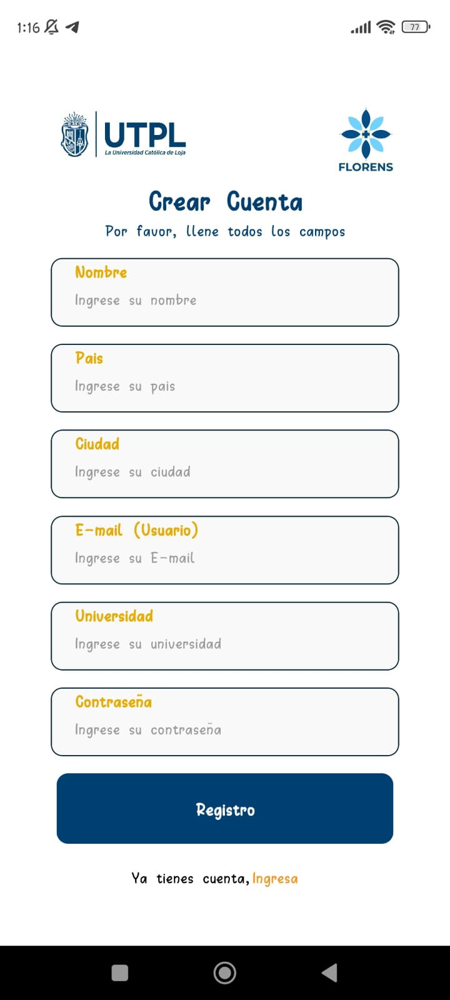 1:16
77
UTPL
La Universidad Católica de Loja
FLORENS
Crear Cuenta
Por favor, llene todos los campos
Nombre
Ingrese su nombre
Pais
Ingrese su pais
Ciudad
Ingrese su ciudad
E-mail (Usuario)
Ingrese su E-mail
Universidad
Ingrese su universidad
Contraseña
Ingrese su contraseña
Registro
Ya tienes cuenta, Ingresa